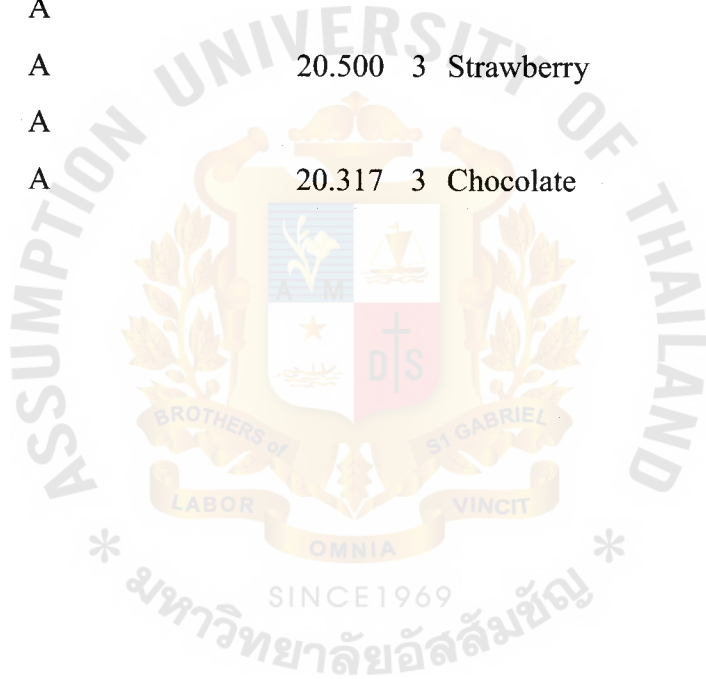 A
A 20.500 3 Strawberry
A
A 20.317 3 Chocolate
ASSUMPTION UNIVERSITY OF THAILAND
A M
D S
BROTHERS of ST GABRIEL
LABOR VINCIT
OMNIA
SINCE1969
* มหาวิทยาลัยอัสสัมชัญ *